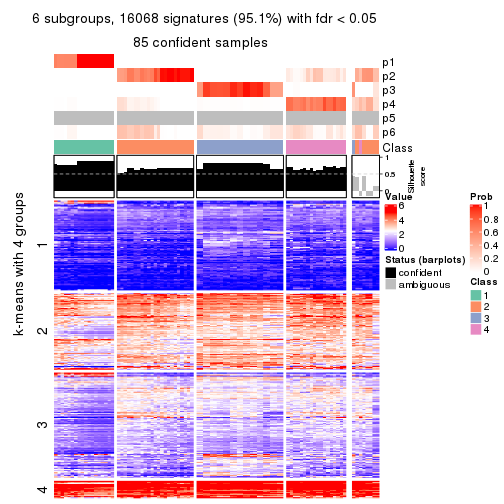 6 subgroups, 16068 signatures (95.1%) with fdr < 0.05
85 confident samples
p1
p2
p3
p4
p5
p6
Class
1
0.5
0
Silhouette
score
k-means with 4 groups
1
2
3
4
Value
6
4
2
0
Status (barplots)
confident
ambiguous
Prob
1
0.8
0.6
0.4
0.2
0
Class
1
2
3
4